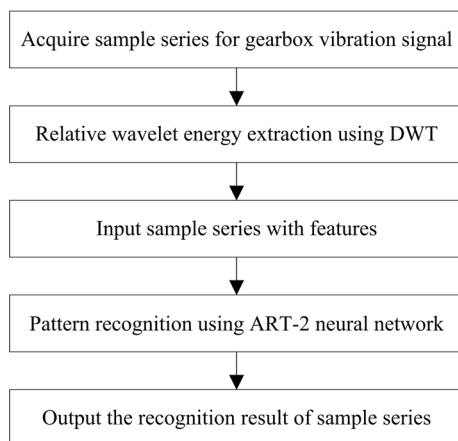 Acquire sample series for gearbox vibration signal
Relative wavelet energy extraction using DWT
Input sample series with features
Pattern recognition using ART-2 neural network
Output the recognition result of sample series